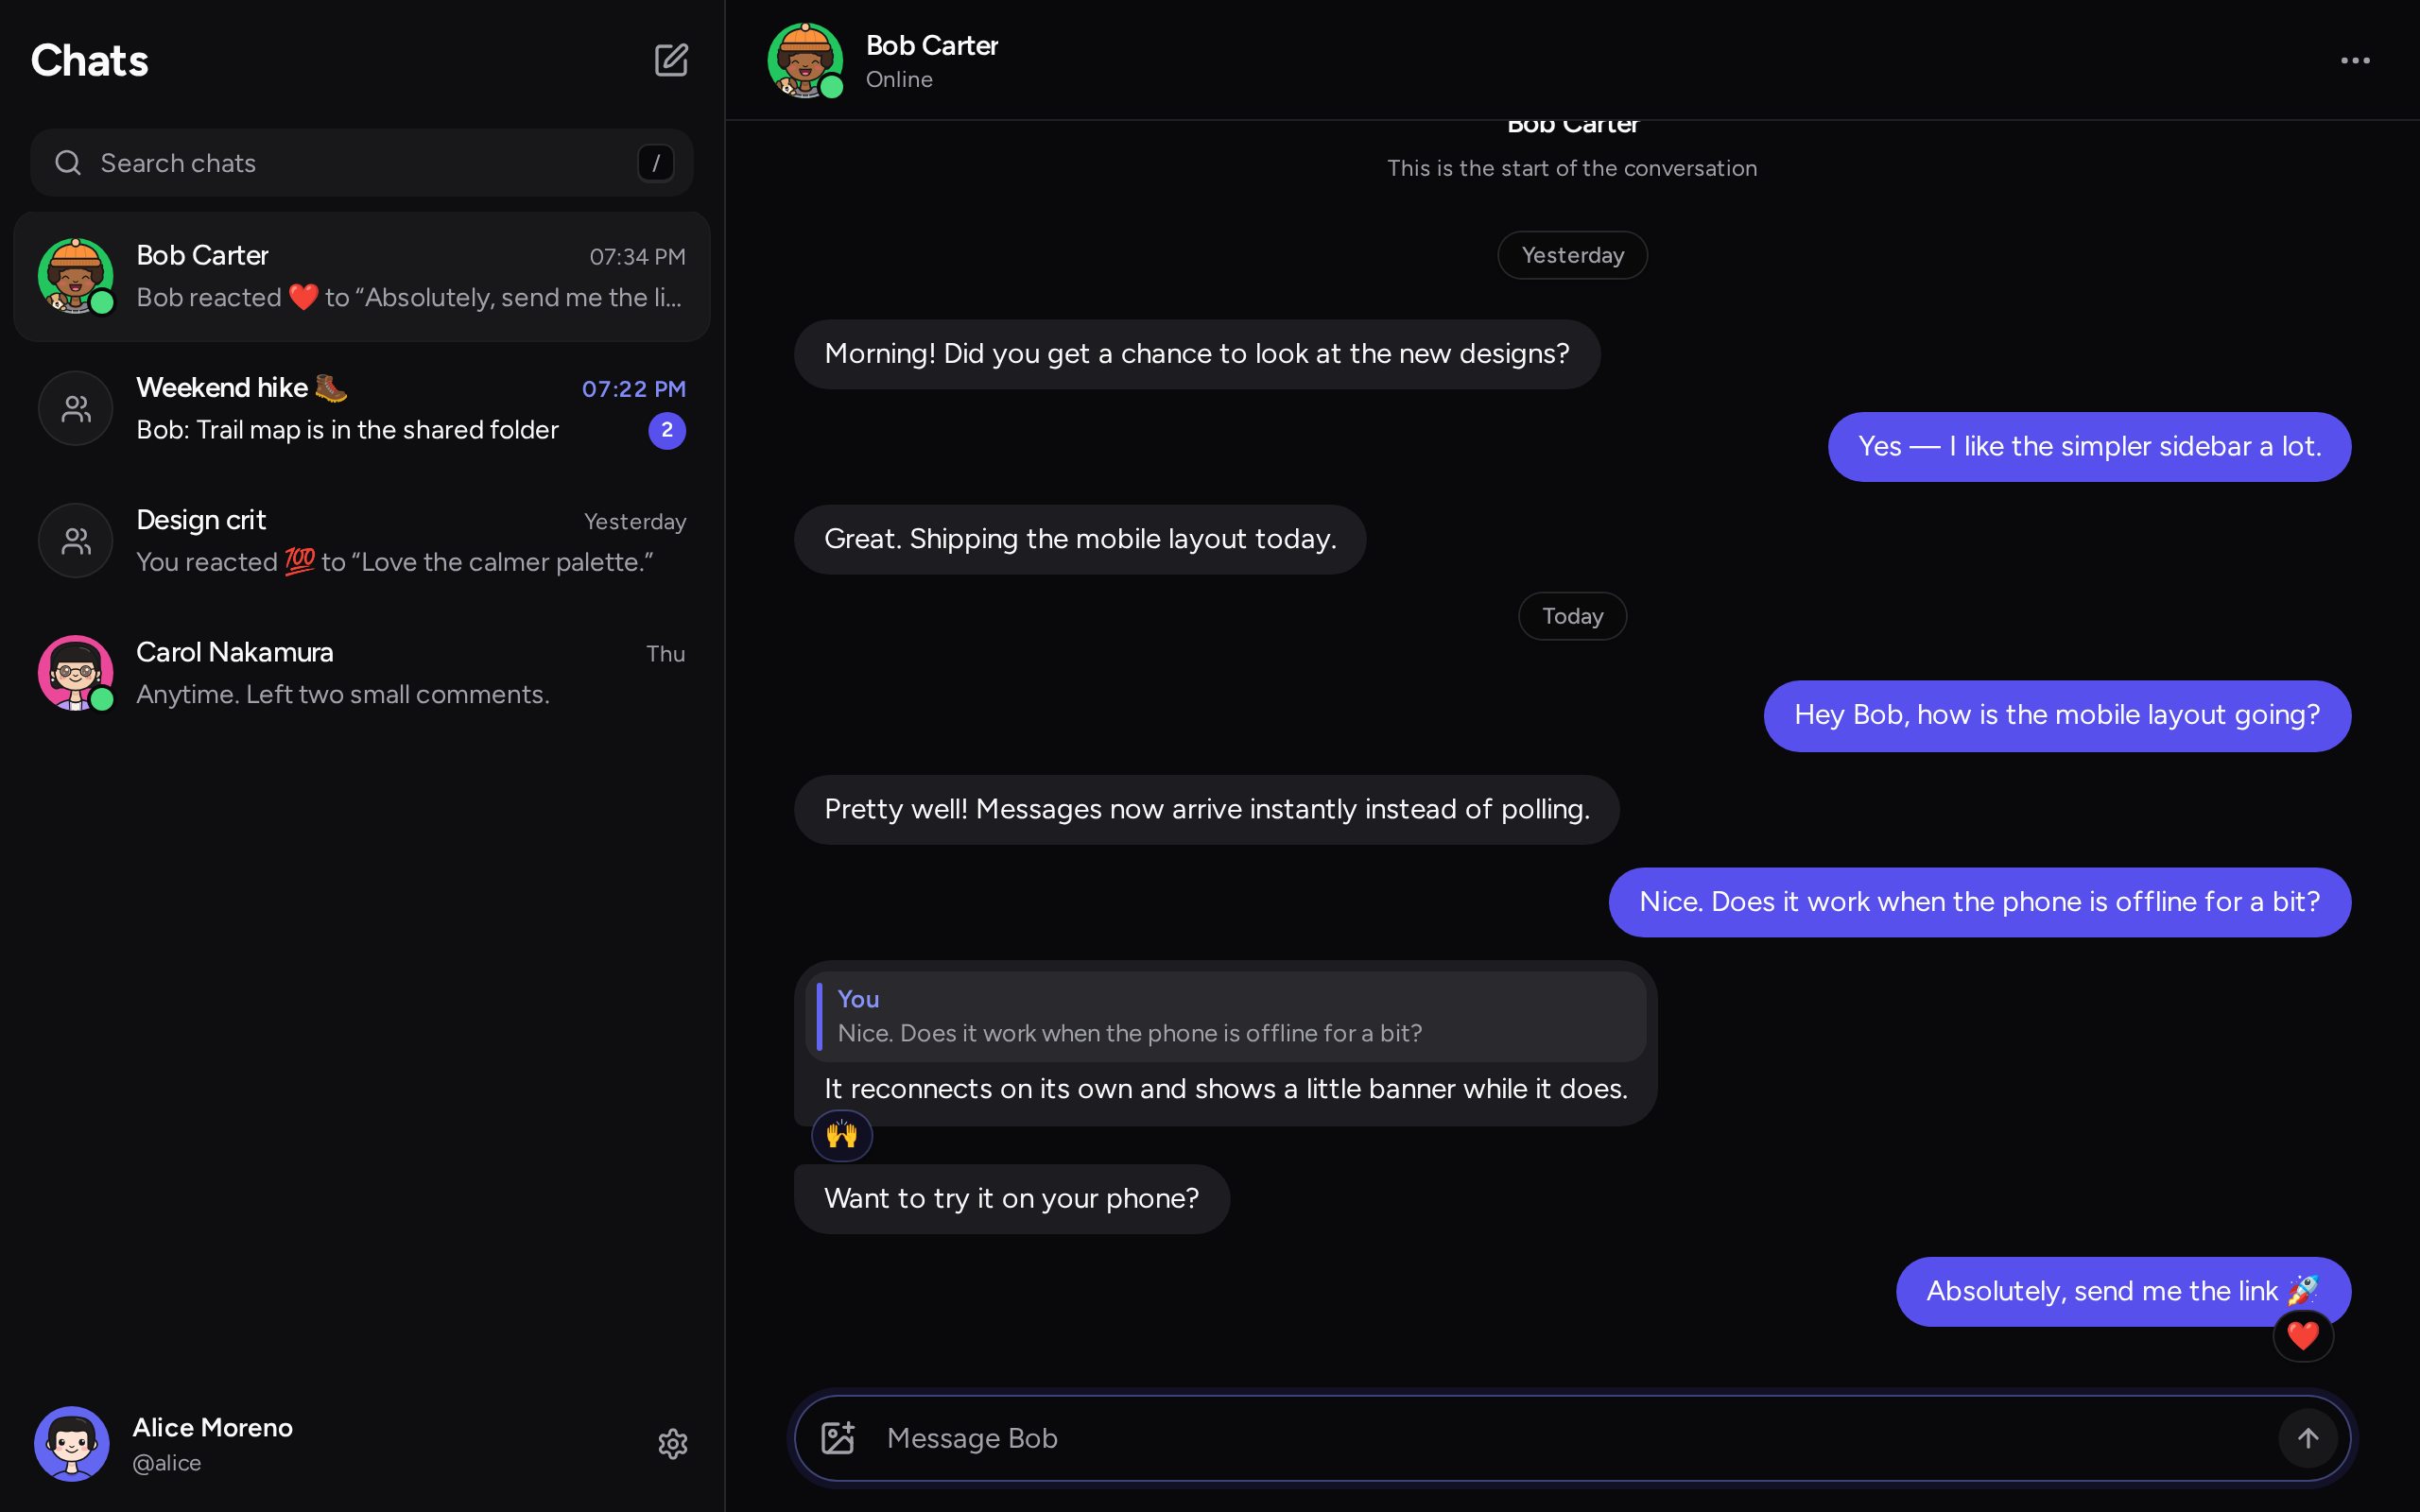 Chats
Search chats
/
Bob Carter
07:34 PM
Bob reacted ❤️ to “Absolutely, send me the li...
Weekend hike 🥾
07:22 PM
Bob: Trail map is in the shared folder
2
Design crit
Yesterday
You reacted 💯 to “Love the calmer palette.”
Carol Nakamura
Thu
Anytime. Left two small comments.
Alice Moreno
@alice
Bob Carter
Online
Bob Carter
This is the start of the conversation
Yesterday
Morning! Did you get a chance to look at the new designs?
Yes — I like the simpler sidebar a lot.
Great. Shipping the mobile layout today.
Today
Hey Bob, how is the mobile layout going?
Pretty well! Messages now arrive instantly instead of polling.
Nice. Does it work when the phone is offline for a bit?
You
Nice. Does it work when the phone is offline for a bit?
It reconnects on its own and shows a little banner while it does.
🙌
Want to try it on your phone?
Absolutely, send me the link 🚀
❤️
Message Bob